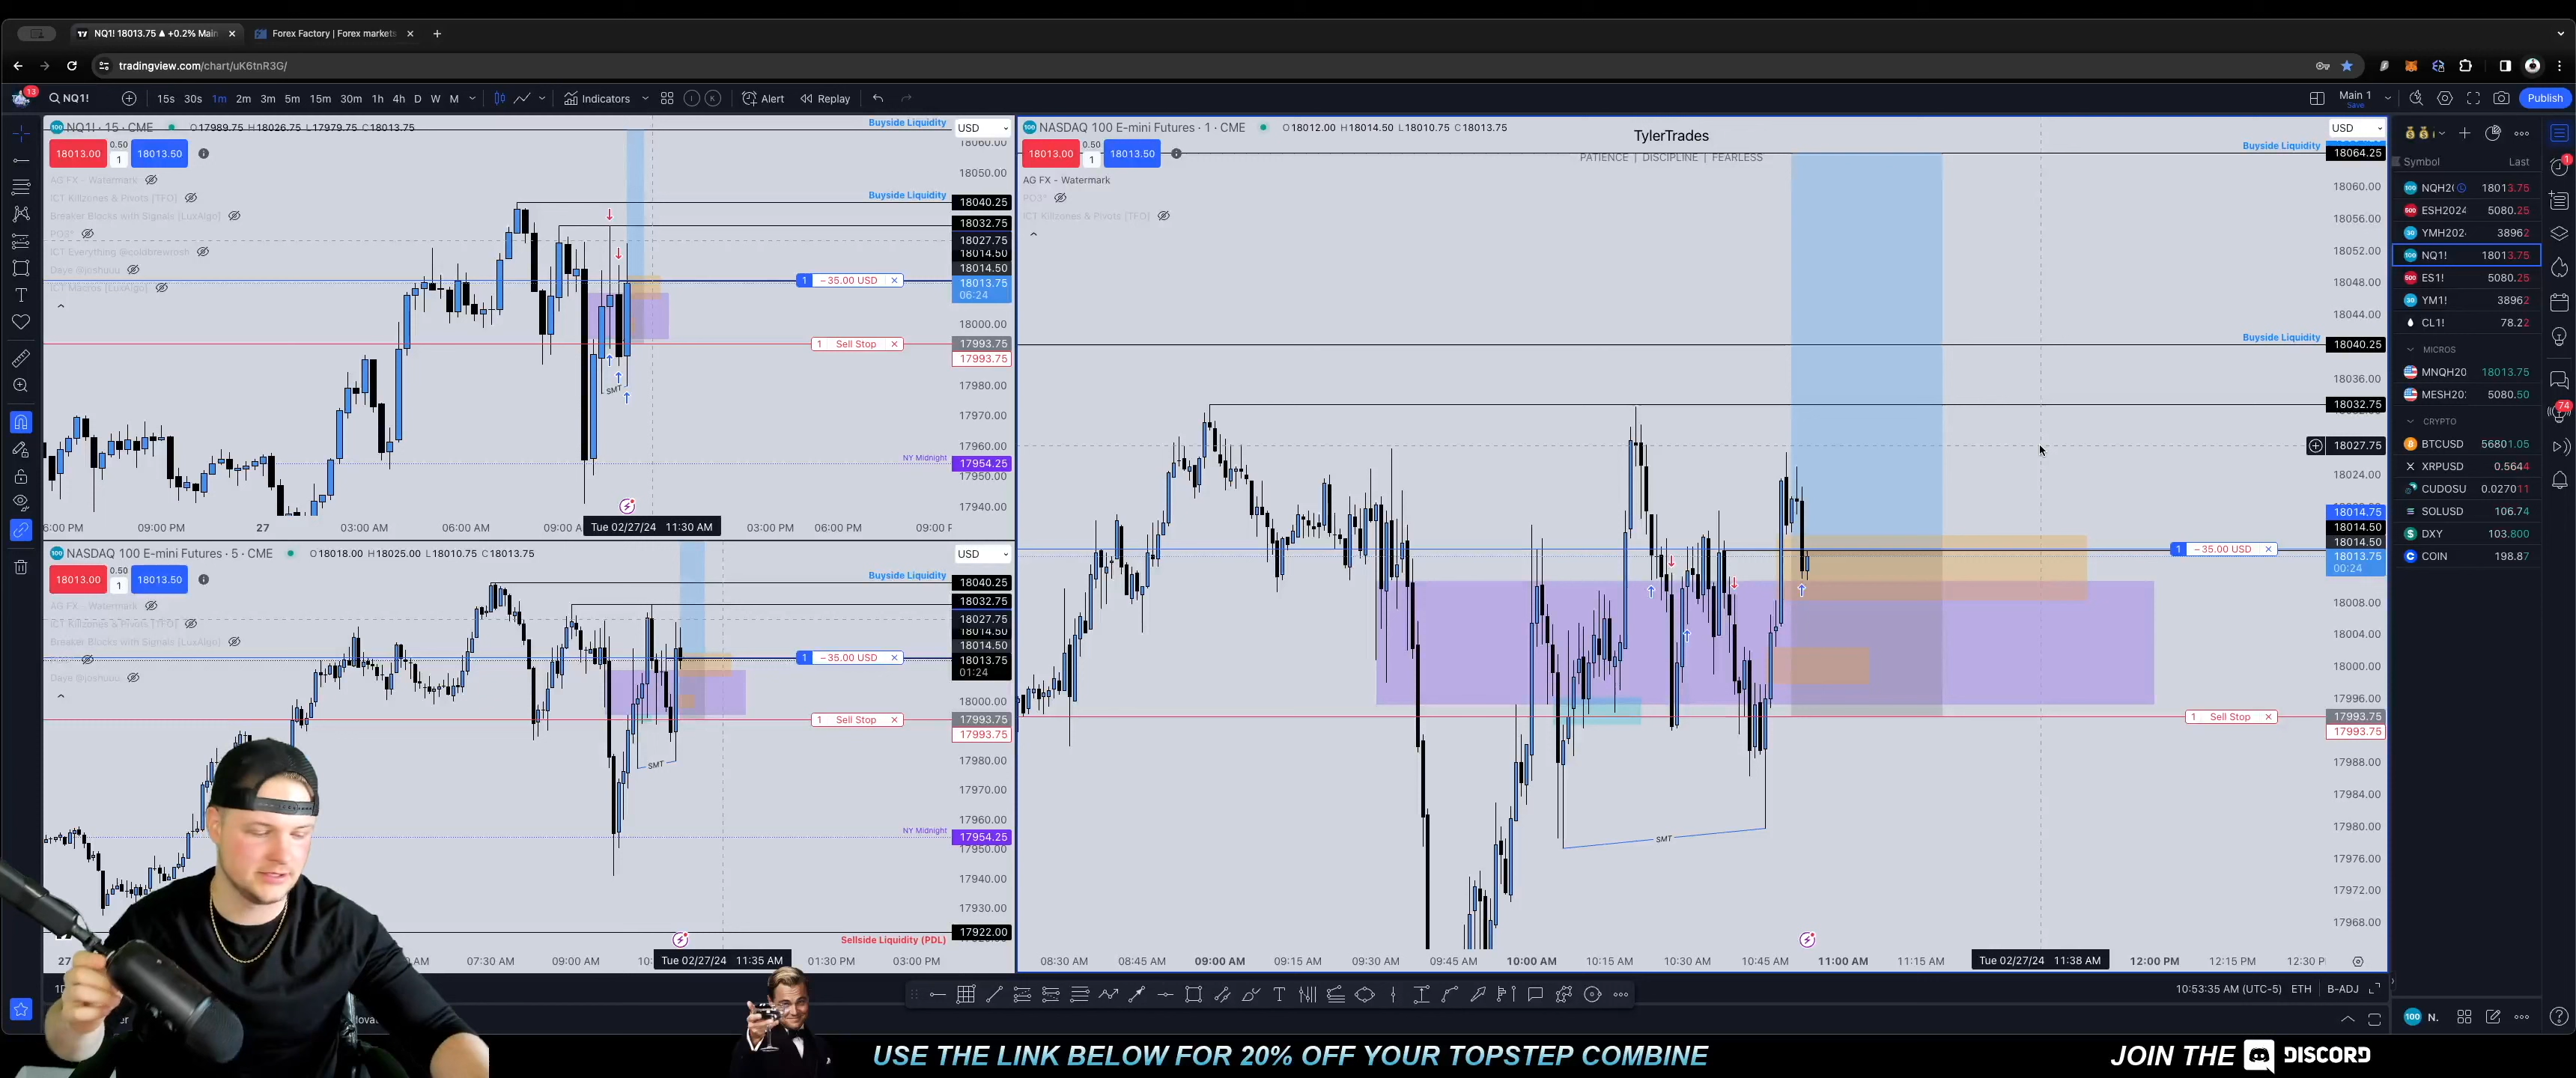 NQ1! 18013.75 ▲ +0.2% Main
Forex Factory | Forex markets
tradingview.com/chart/uK6tnR3G/
13
NQ1!
15s 30s 1m 2m 3m 5m 15m 30m 1h 4h D W M
Indicators
Alert
Replay
Main 1
Save
Publish
NQ1! · 15 · CME
O17989.75 H18026.75 L17979.75 C18013.75
18013.00
0.50
1
18013.50
AG FX - Watermark
ICT Killzones & Pivots [TFO]
Breaker Blocks with Signals [LuxAlgo]
PO3°
ICT Everything @coldbrewrosh
Daye @joshuuu
ICT Macros [LuxAlgo]
Buyside Liquidity
Buyside Liquidity
USD
18060.00
18050.00
18040.25
18032.75
18027.75
18014.50
18014.50
18013.75
06:24
18000.00
17993.75
17993.75
17980.00
17970.00
17960.00
17954.25
17950.00
17940.00
1 −35.00 USD
1 Sell Stop
SMT
NY Midnight
6:00 PM 09:00 PM 27 03:00 AM 06:00 AM 09:00 A Tue 02/27/24 11:30 AM 03:00 PM 06:00 PM 09:00 F
NASDAQ 100 E-mini Futures · 5 · CME
O18018.00 H18025.00 L18010.75 C18013.75
18013.00
0.50
1
18013.50
AG FX - Watermark
ICT Killzones & Pivots [TFO]
Breaker Blocks with Signals [LuxAlgo]
Daye @joshuuu
Buyside Liquidity
USD
18040.25
18032.75
18027.75
18014.50
18014.50
18013.75
01:24
18000.00
17993.75
17993.75
17980.00
17970.00
17960.00
17954.25
17950.00
17940.00
17930.00
17922.00
1 −35.00 USD
1 Sell Stop
SMT
NY Midnight
Sellside Liquidity (PDL)
27 07:30 AM 09:00 AM 10: Tue 02/27/24 11:35 AM 01:30 PM 03:00 PM
NASDAQ 100 E-mini Futures · 1 · CME
O18012.00 H18014.50 L18010.75 C18013.75
18013.00
0.50
1
18013.50
AG FX - Watermark
PO3°
ICT Killzones & Pivots [TFO]
TylerTrades
PATIENCE | DISCIPLINE | FEARLESS
Buyside Liquidity
Buyside Liquidity
USD
18064.25
18060.00
18056.00
18052.00
18048.00
18044.00
18040.25
18036.00
18032.75
18027.75
18024.00
18014.75
18014.50
18014.50
18013.75
00:24
18008.00
18004.00
18000.00
17996.00
17993.75
17993.75
17988.00
17984.00
17980.00
17976.00
17972.00
17968.00
1 −35.00 USD
1 Sell Stop
SMT
08:30 AM 08:45 AM 09:00 AM 09:15 AM 09:30 AM 09:45 AM 10:00 AM 10:15 AM 10:30 AM 10:45 AM 11:00 AM 11:15 AM Tue 02/27/24 11:38 AM 12:00 PM 12:15 PM 12:30 P
10:53:35 AM (UTC-5) ETH B-ADJ
Symbol Last
NQH2 18013.75
ESH2024 5080.25
YMH202 38962
NQ1! 18013.75
ES1! 5080.25
YM1! 38962
CL1! 78.22
MICROS
MNQH20 18013.75
MESH20 5080.50
CRYPTO
BTCUSD 56801.05
XRPUSD 0.5644
CUDOSU 0.027011
SOLUSD 106.74
DXY 103.800
COIN 198.87
N.
1
74
USE THE LINK BELOW FOR 20% OFF YOUR TOPSTEP COMBINE
JOIN THE DISCORD